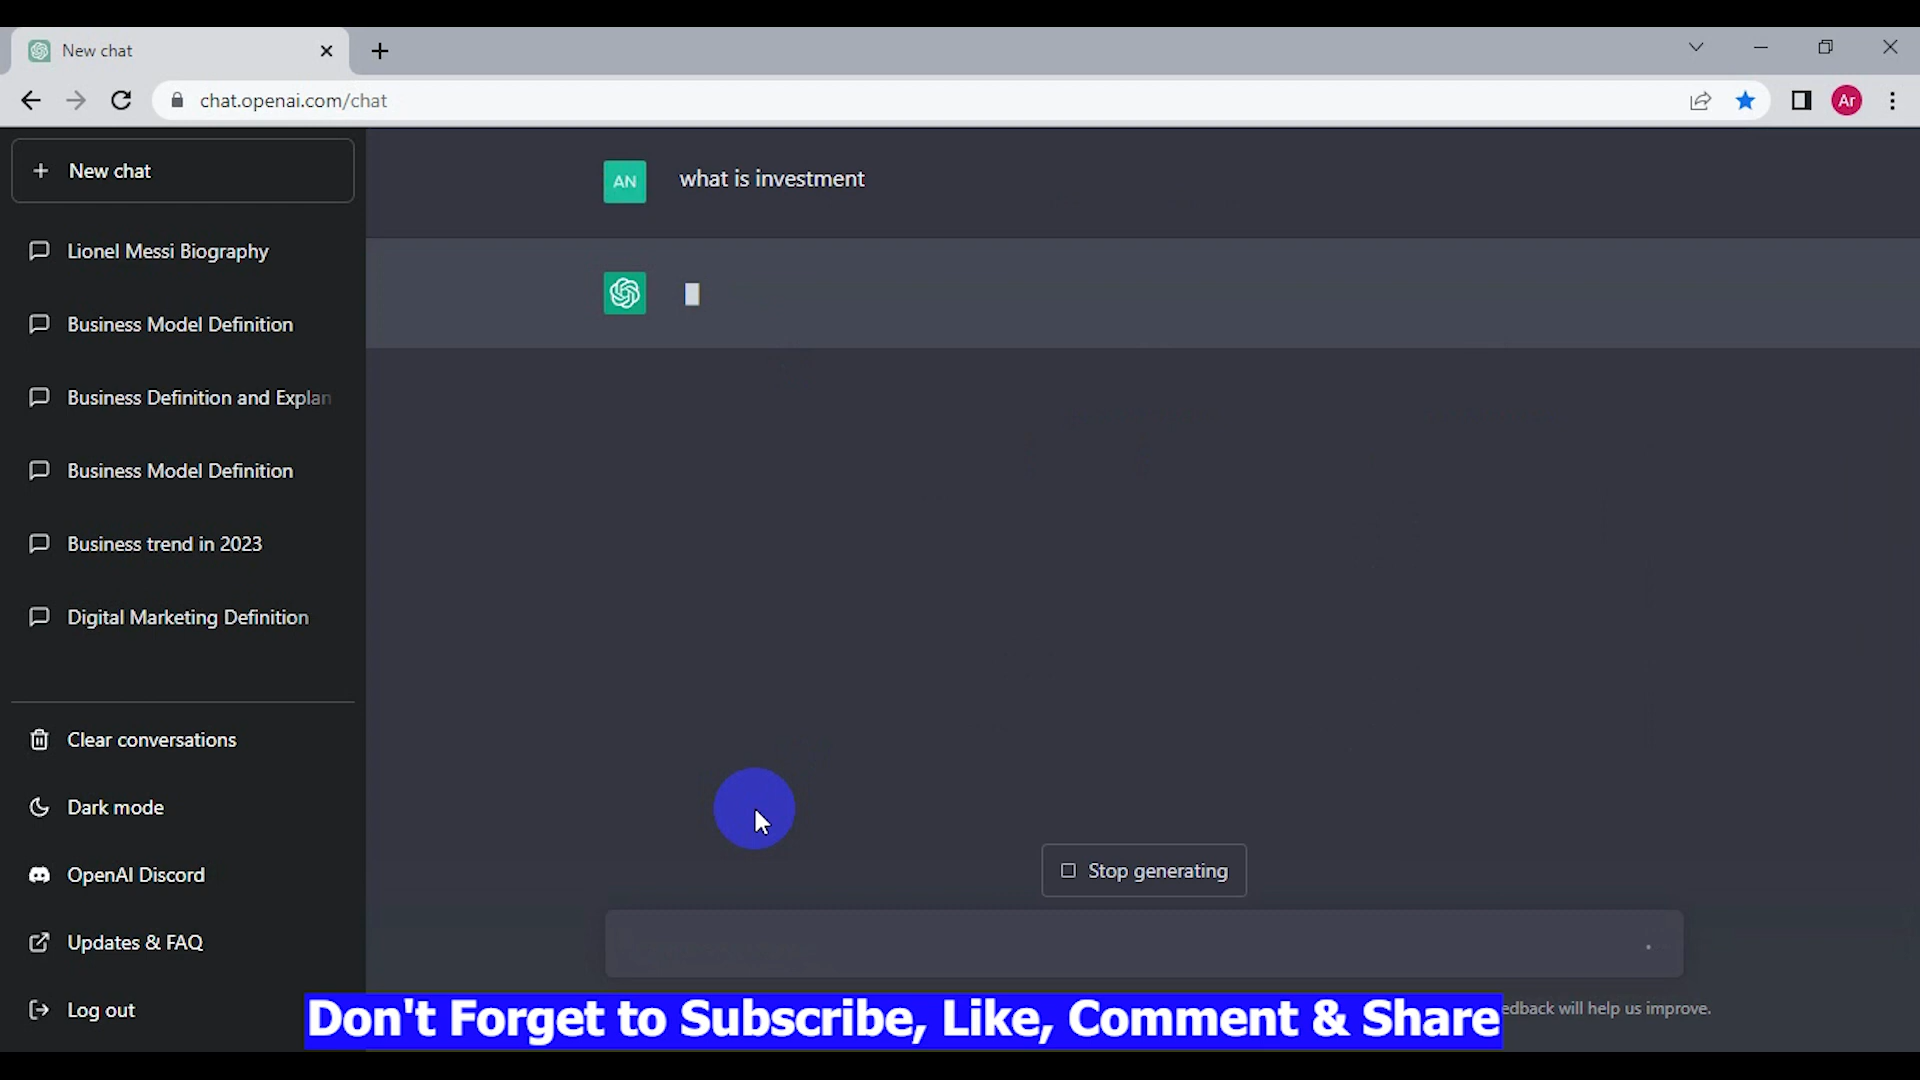 New chat
chat.openai.com/chat
Ar
New chat
Lionel Messi Biography
Business Model Definition
Business Definition and Explan
Business Model Definition
Business trend in 2023
Digital Marketing Definition
Clear conversations
Dark mode
OpenAI Discord
Updates & FAQ
Log out
AN
what is investment
Stop generating
edback will help us improve.
Don't Forget to Subscribe, Like, Comment & Share